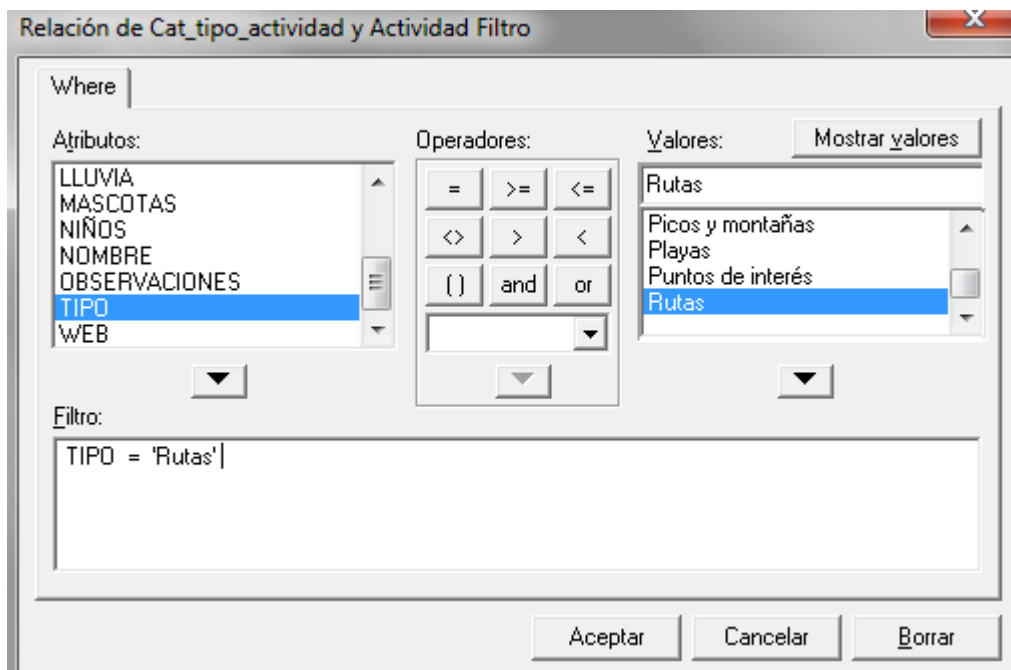 Relación de Cat_tipo_actividad y Actividad Filtro
X
Where
Atributos:
LLUVIA
MASCOTAS
NIÑOS
NOMBRE
OBSERVACIONES
TIPO
WEB
Operadores:
= >= <=
<> > <
() and or
Valores:
Mostrar valores
Rutas
Picos y montañas
Playas
Puntos de interés
Rutas
Filtro:
TIPO = 'Rutas'
Aceptar Cancelar Borrar